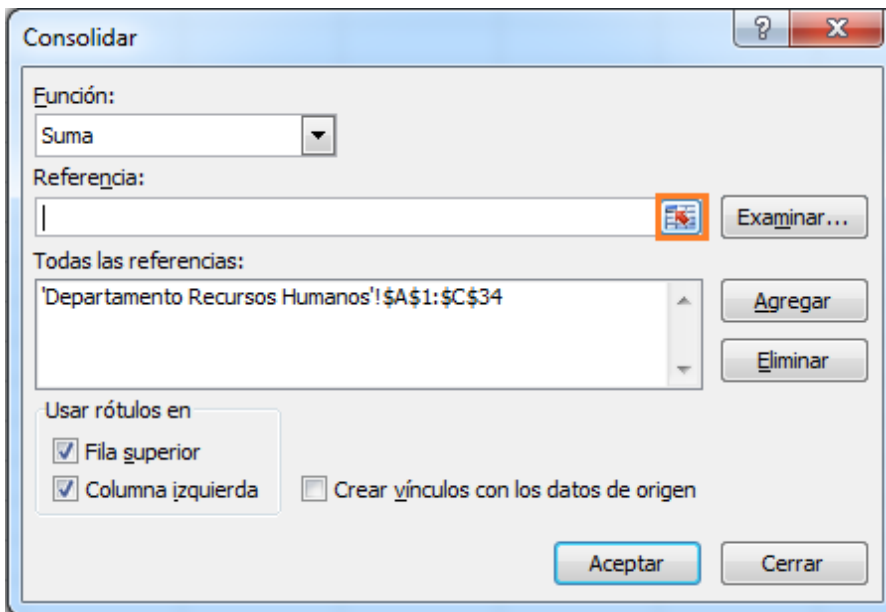 Consolidar
Función:
Suma
Referencia:
Examinar...
Todas las referencias:
'Departamento Recursos Humanos'!$A$1:$C$34
Agregar
Eliminar
Usar rótulos en
Fila superior
Columna izquierda
Crear vínculos con los datos de origen
Aceptar
Cerrar